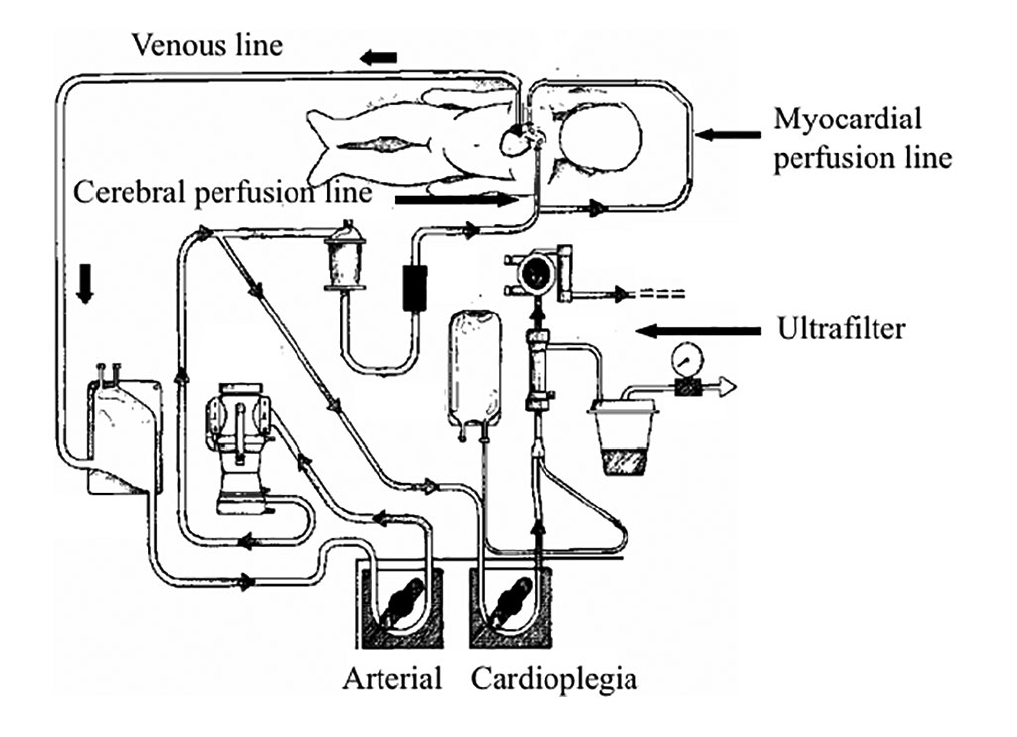 Venous line
Myocardial
perfusion line
Cerebral perfusion line
Ultrafilter
Arterial
Cardioplegia